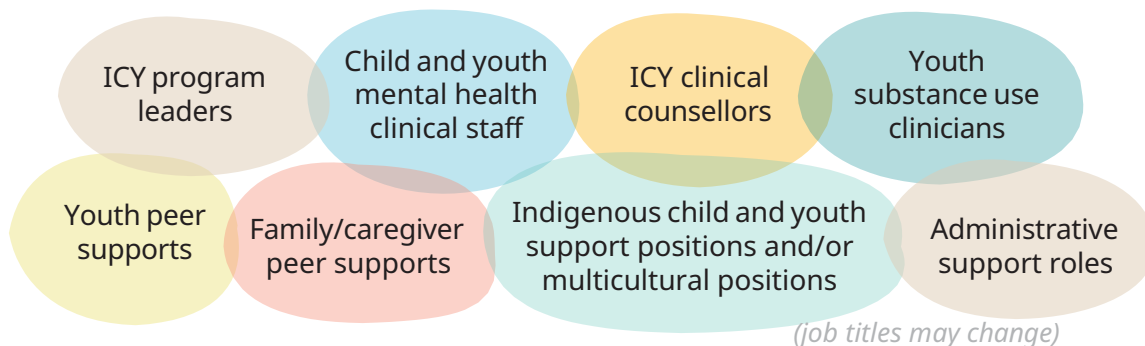 ICY program
leaders
Child and youth
mental health
clinical staff
ICY clinical
counsellors
Youth
substance use
clinicians
Youth peer
supports
Family/caregiver
peer supports
Indigenous child and youth
support positions and/or
multicultural positions
Administrative
support roles
(job titles may change)